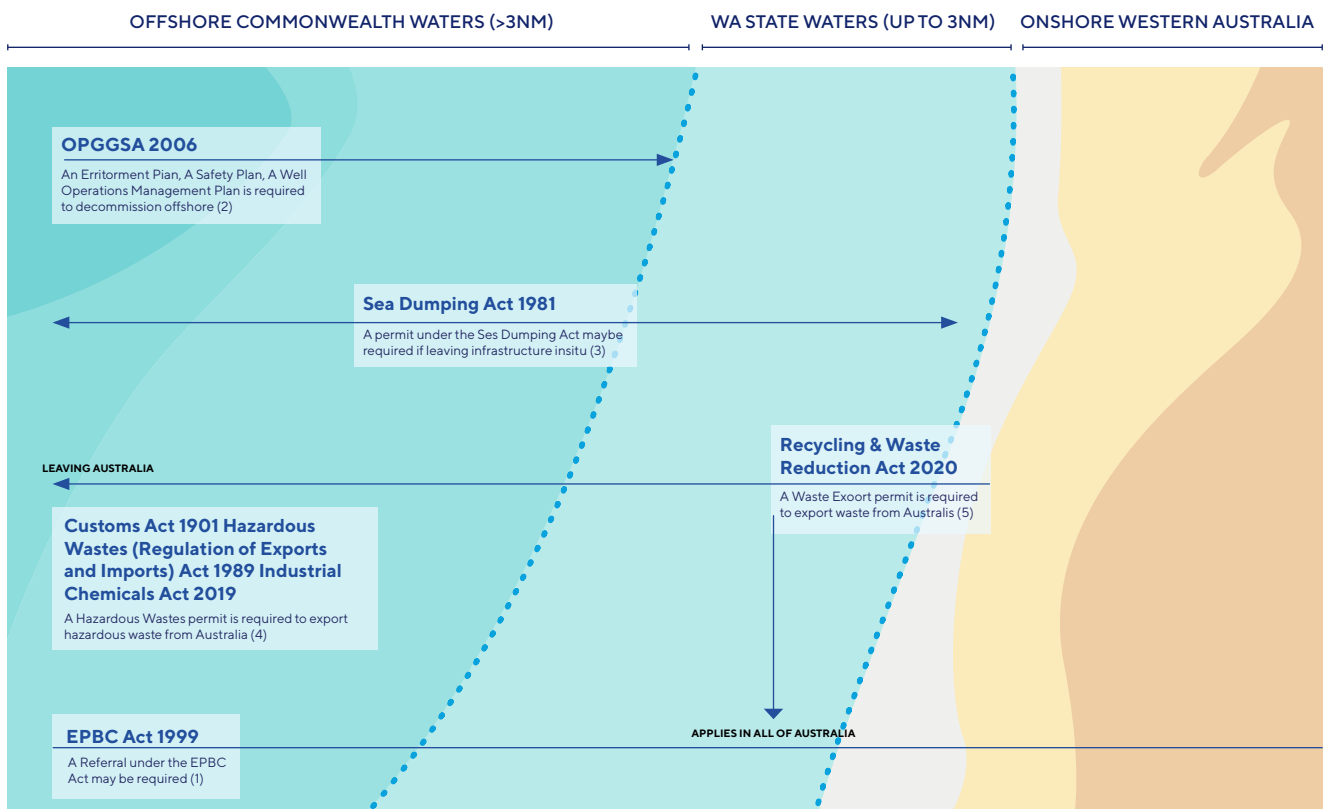 OFFSHORE COMMONWEALTH WATERS (>3NM)
WA STATE WATERS (UP TO 3NM)
ONSHORE WESTERN AUSTRALIA
OPGGSA 2006
An Erritorment Pian, A Safety Plan, A Well
Operations Management Plan is required
to decommission offshore (2)
Sea Dumping Act 1981
A permit under the Ses Dumping Act maybe
required if leaving infrastructure insitu (3)
Recycling & Waste
Reduction Act 2020
A Waste Exoort permit is required
to export waste from Australis (5)
LEAVING AUSTRALIA
Customs Act 1901 Hazardous
Wastes (Regulation of Exports
and Imports) Act 1989 Industrial
Chemicals Act 2019
A Hazardous Wastes permit is required to export
hazardous waste from Australia (4)
APPLIES IN ALL OF AUSTRALIA
EPBC Act 1999
A Referral under the EPBC
Act may be required (1)